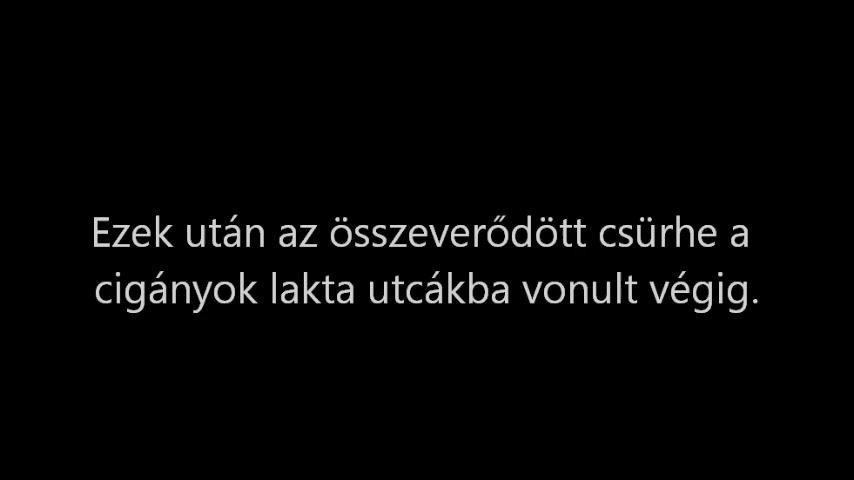 Ezek után az összeverődött csürhe a
cigányok lakta utcákba vonult végig.